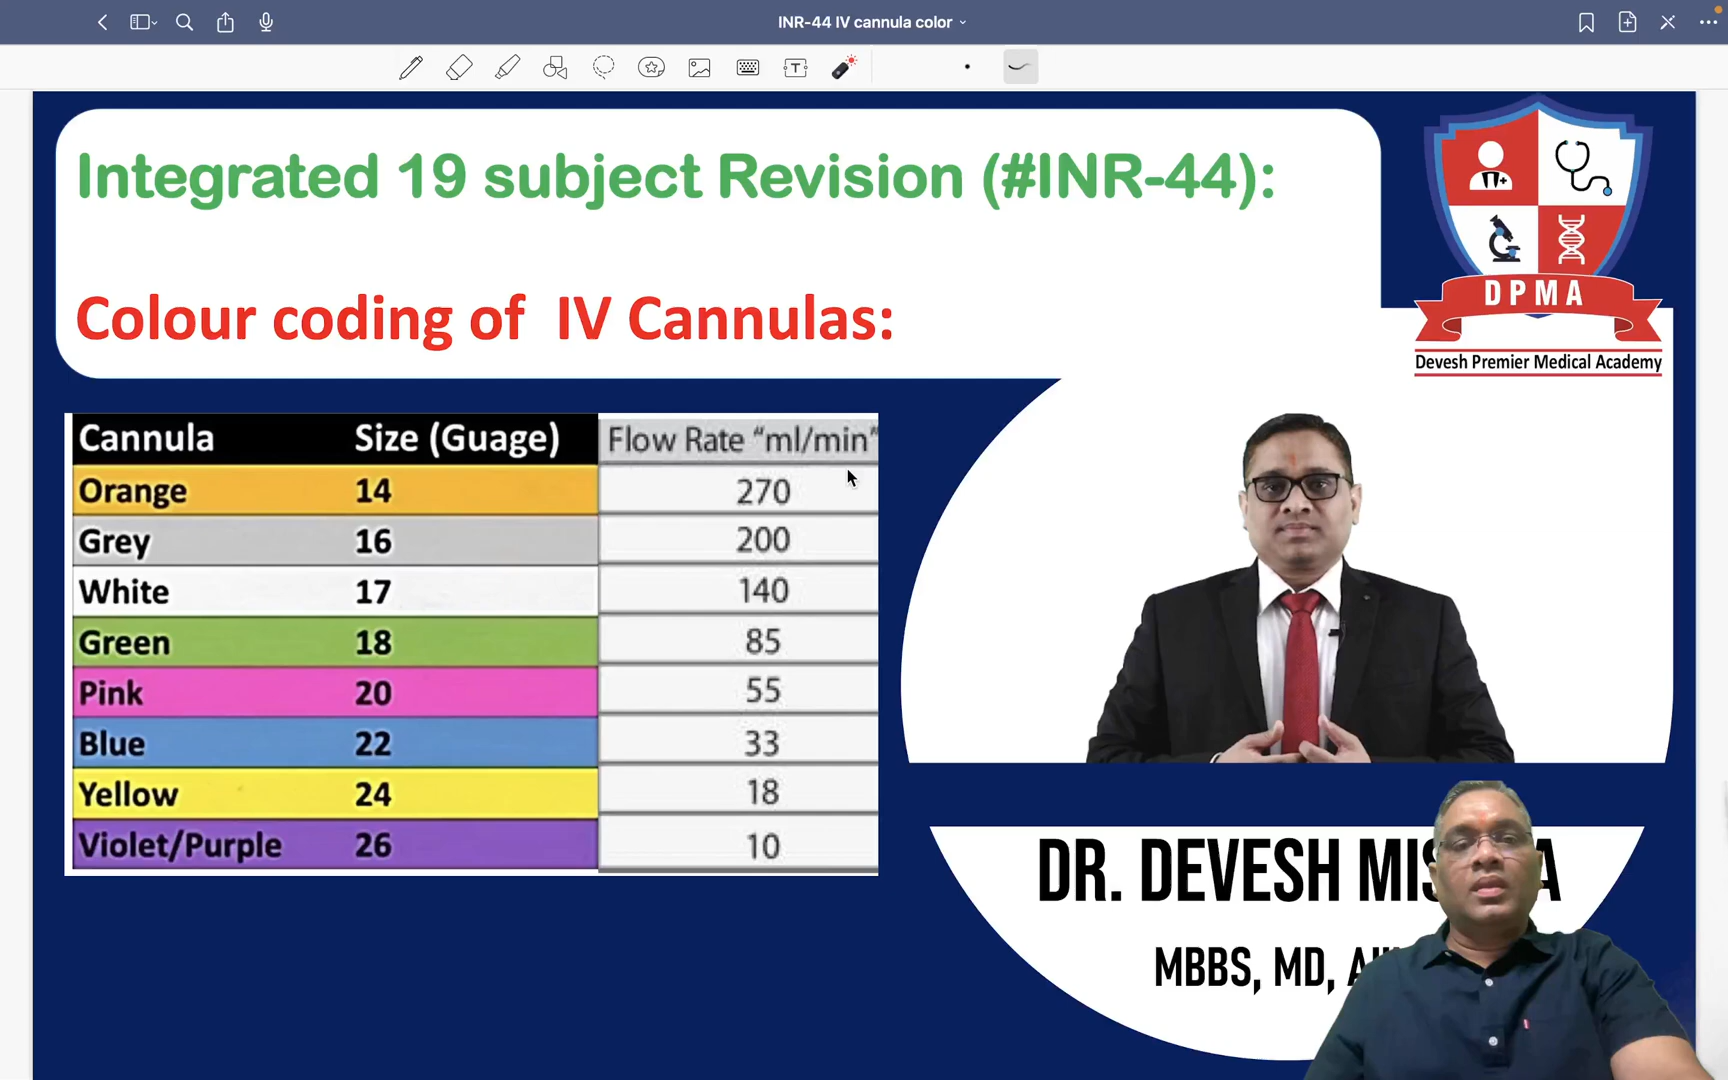 INR-44 IV cannula color
Integrated 19 subject Revision (#INR-44):
Colour coding of IV Cannulas:
DPMA
Devesh Premier Medical Academy
Cannula Size (Guage) Flow Rate “ml/min”
Orange 14 270
Grey 16 200
White 17 140
Green 18 85
Pink 20 55
Blue 22 33
Yellow 24 18
Violet/Purple 26 10
DR. DEVESH
MBBS, MD,